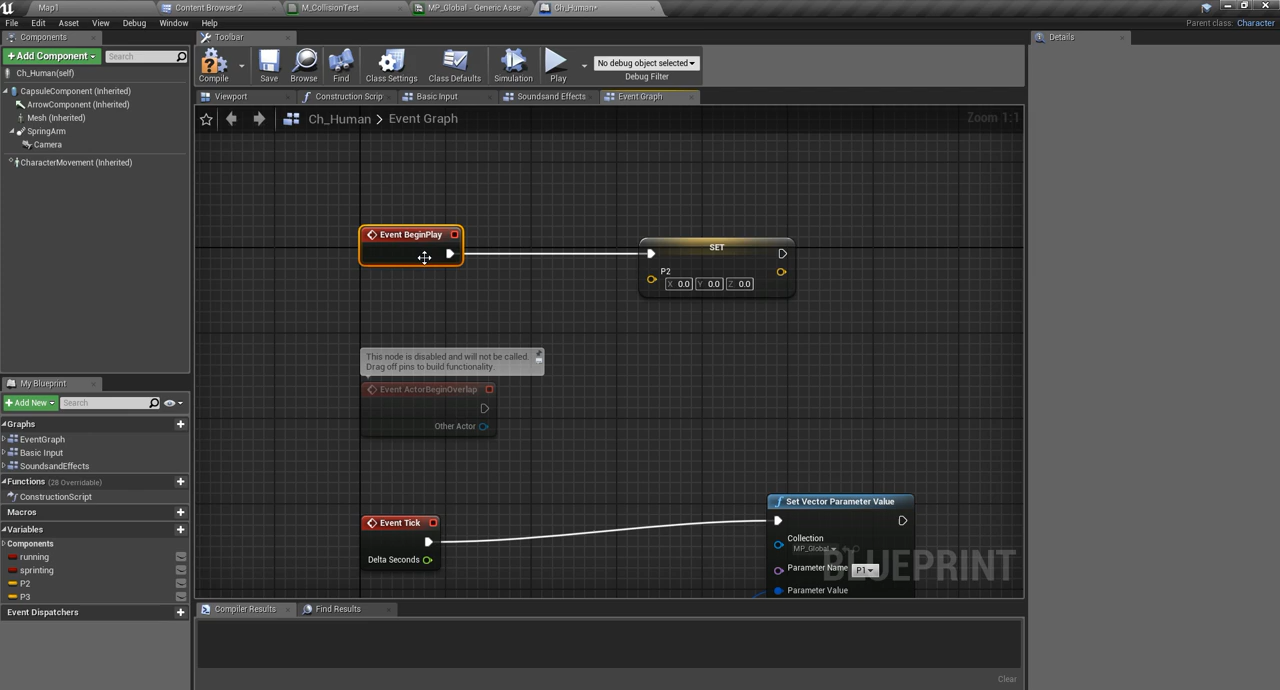 Map1
Content Browser 2
M_CollisionTest
MP_Global - Generic Asse
Ch_Human*
File
Edit
Asset
View
Debug
Window
Help
Parent class: Character
Components
Toolbar
Details
+ Add Component
Search
Ch_Human(self)
CapsuleComponent (Inherited)
ArrowComponent (Inherited)
Mesh (Inherited)
SpringArm
Camera
CharacterMovement (Inherited)
Compile
Save
Browse
Find
Class Settings
Class Defaults
Simulation
Play
No debug object selected
Debug Filter
Viewport
Construction Scrip
Basic Input
Soundsand Effects
Event Graph
Ch_Human > Event Graph
Zoom 1:1
Event BeginPlay
SET
P2
X 0.0 Y 0.0 Z 0.0
This node is disabled and will not be called.
Drag off pins to build functionality
Event ActorBeginOverlap
Other Actor
Event Tick
Delta Seconds
Set Vector Parameter Value
Collection
MP_Global
Parameter Name P1
Parameter Value
BLUEPRINT
My Blueprint
+ Add New
Search
Graphs
EventGraph
Basic Input
SoundsandEffects
Functions (28 Overridable)
ConstructionScript
Macros
Variables
Components
running
sprinting
P2
P3
Event Dispatchers
Compiler Results
Find Results
Clear